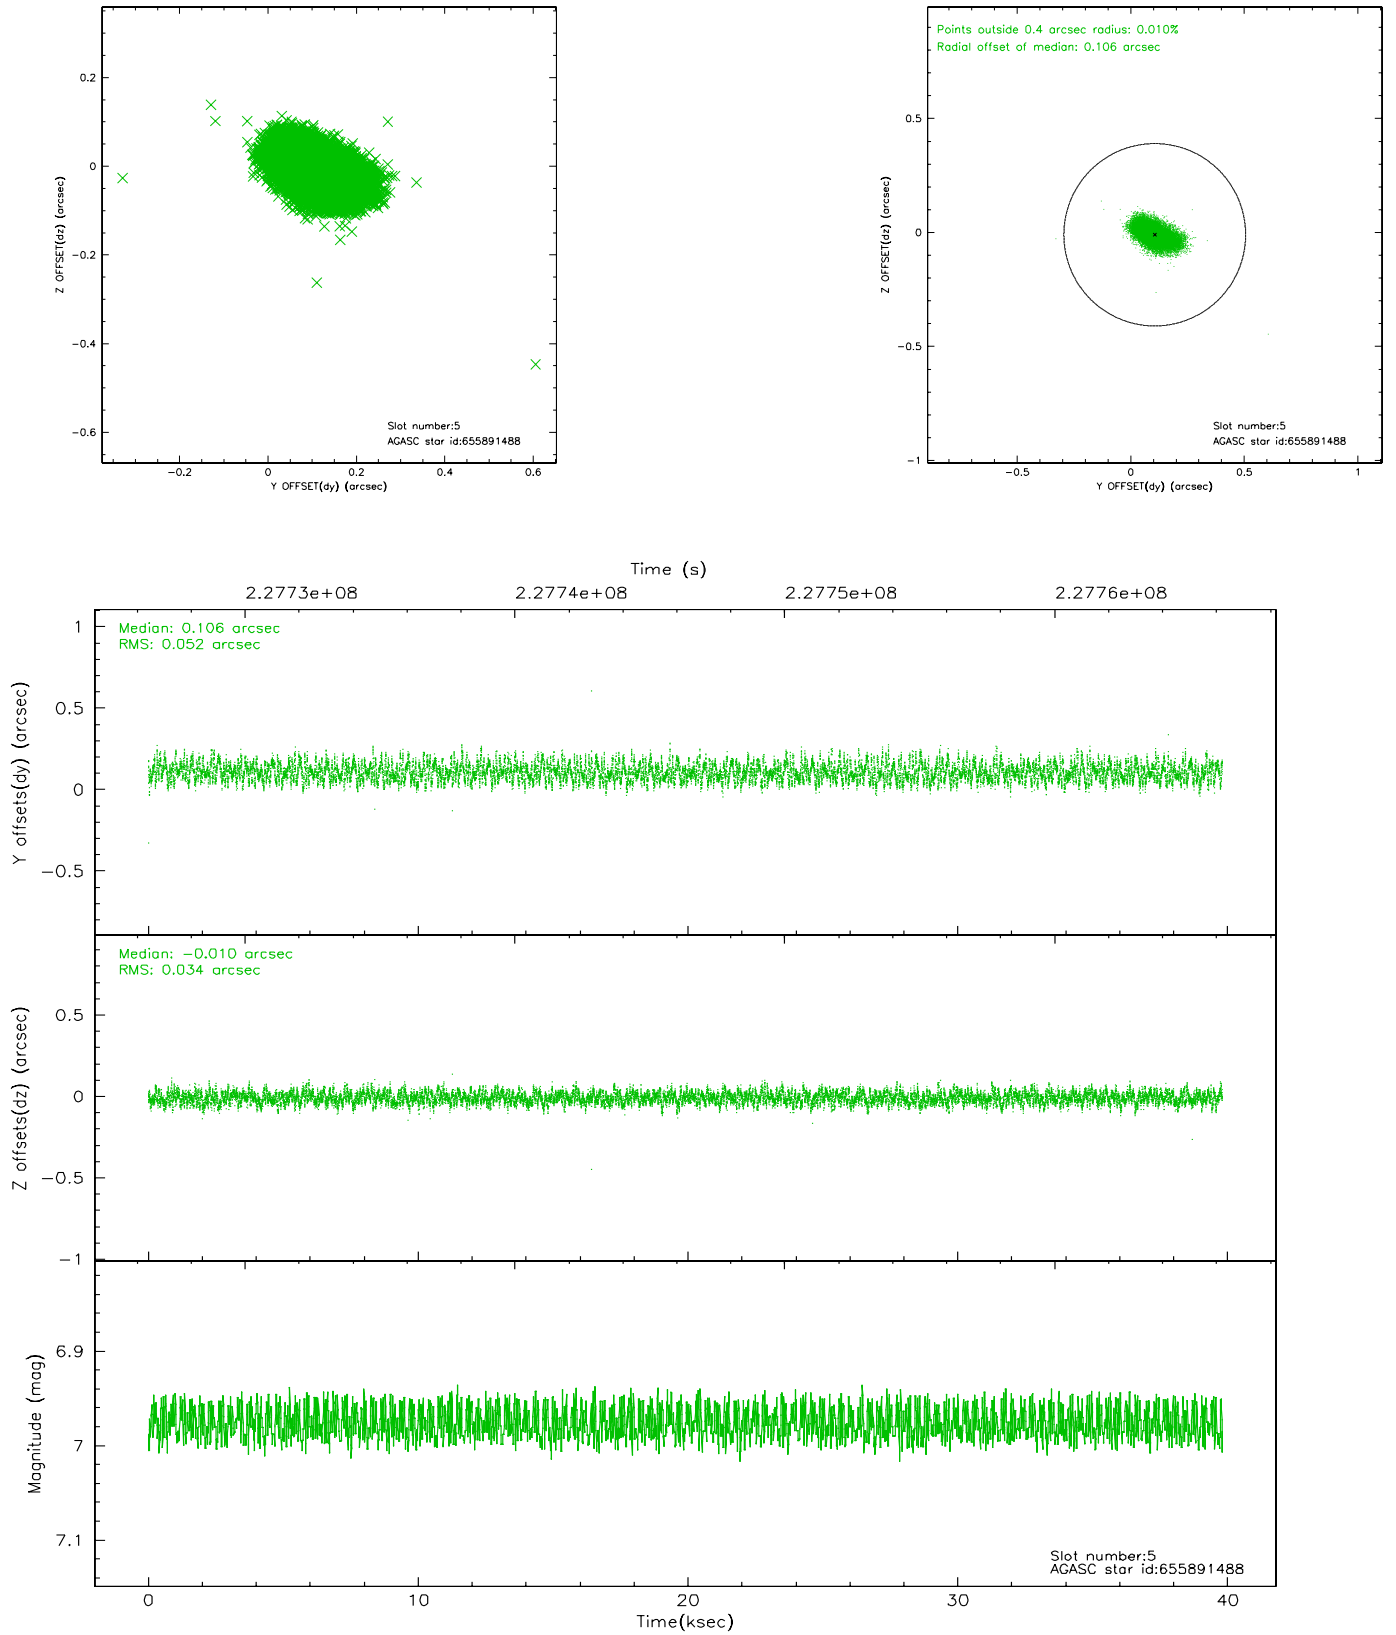 0.2
0
−0.2
−0.4
−0.6
Z OFFSET(dz) (arcsec)
Slot number:5
AGASC star id:655891488
−0.2 0 0.2 0.4 0.6
Y OFFSET(dy) (arcsec)
Points outside 0.4 arcsec radius: 0.010%
Radial offset of median: 0.106 arcsec
0.5
0
−0.5
−1
Z OFFSET(dz) (arcsec)
Slot number:5
AGASC star id:655891488
−0.5 0 0.5 1
Y OFFSET(dy) (arcsec)
Time (s)
2.2773e+08 2.2774e+08 2.2775e+08 2.2776e+08
Median: 0.106 arcsec
RMS: 0.052 arcsec
1
0.5
0
−0.5
Y offsets(dy) (arcsec)
Median: −0.010 arcsec
RMS: 0.034 arcsec
0.5
0
−0.5
−1
Z offsets(dz) (arcsec)
6.9
7
7.1
Magnitude (mag)
Slot number:5
AGASC star id:655891488
0 10 20 30 40
Time(ksec)